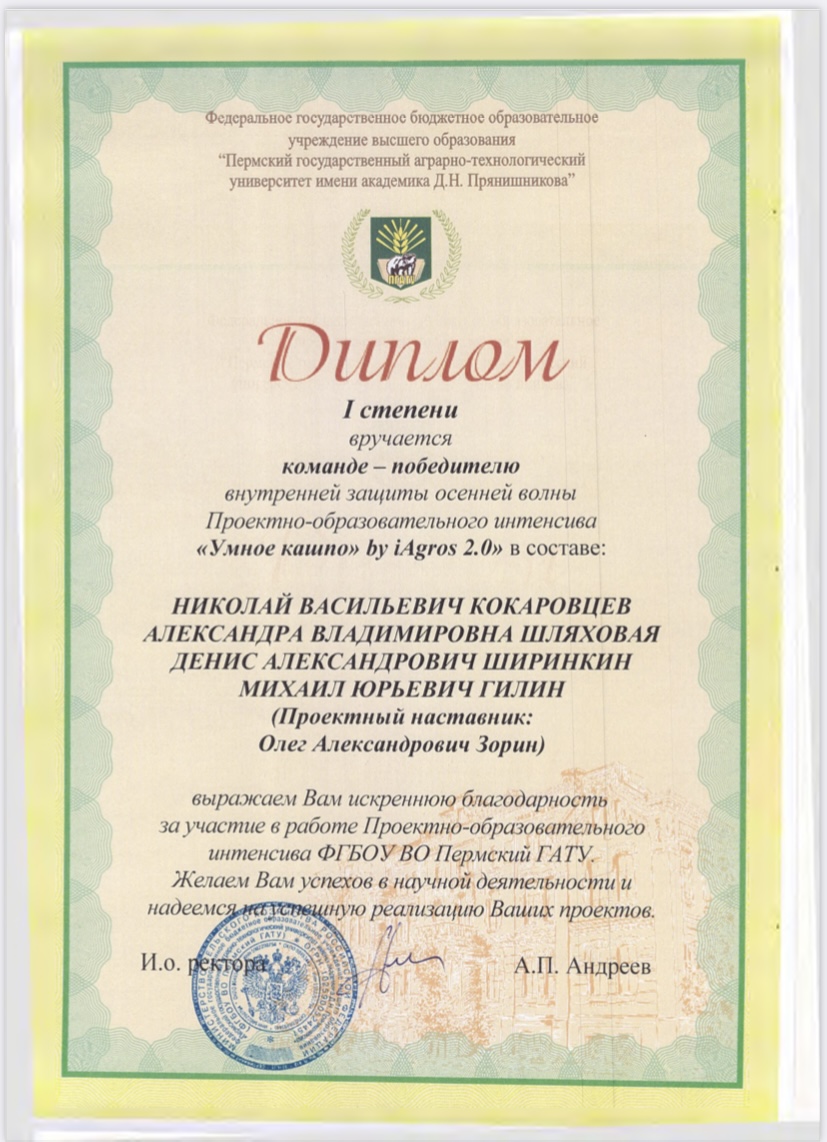 Федеральное государственное бюджетное образовательное
учреждение высшего образования
“Пермский государственный аграрно-технологический
университет имени академика Д.Н. Прянишникова”
Диплом
I степени
вручается
команде – победителю
внутренней защиты осенней волны
Проектно-образовательного интенсива
«Умное кашпо» by iAgros 2.0» в составе:
НИКОЛАЙ ВАСИЛЬЕВИЧ КОКАРОВЦЕВ
АЛЕКСАНДРА ВЛАДИМИРОВНА ШЛЯХОВАЯ
ДЕНИС АЛЕКСАНДРОВИЧ ШИРИНКИН
МИХАИЛ ЮРЬЕВИЧ ГИЛИН
(Проектный наставник:
Олег Александрович Зорин)
выражаем Вам искреннюю благодарность
за участие в работе Проектно-образовательного
интенсива ФГБОУ ВО Пермский ГАТУ.
Желаем Вам успехов в научной деятельности и
надеемся на успешную реализацию Ваших проектов.
И.о. ректора А.П. Андреев